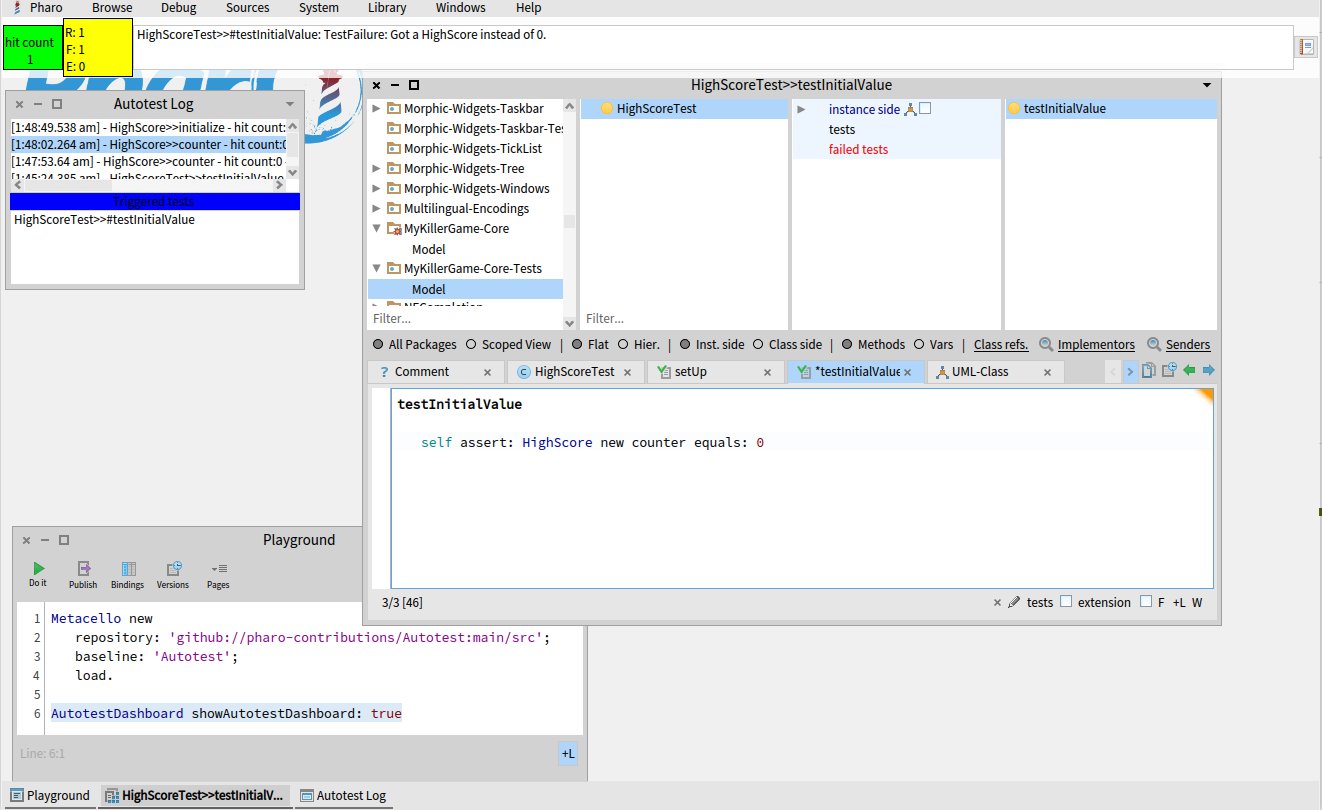 Pharo Browse Debug Sources System Library Windows Help
hit count
1
R: 1
F: 1
E: 0
HighScoreTest>>#testInitialValue: TestFailure: Got a HighScore instead of 0.
Autotest Log
[1:48:49.538 am] - HighScore>>initialize - hit count:
[1:48:02.264 am] - HighScore>>counter - hit count:0
[1:47:53.64 am] - HighScore>>counter - hit count:0 -
[1:45:24.385 am] - HighScoreTest>>testInitialValue
Triggered tests
HighScoreTest>>#testInitialValue
HighScoreTest>>testInitialValue
Morphic-Widgets-Taskbar
Morphic-Widgets-Taskbar-Tes
Morphic-Widgets-TickList
Morphic-Widgets-Tree
Morphic-Widgets-Windows
Multilingual-Encodings
MyKillerGame-Core
Model
MyKillerGame-Core-Tests
Model
NECompletion
Filter...
HighScoreTest
Filter...
instance side
tests
failed tests
testInitialValue
All Packages Scoped View | Flat Hier. | Inst. side Class side | Methods Vars | Class refs. Implementors Senders
? Comment × C HighScoreTest × setUp × *testInitialValue × UML-Class ×
testInitialValue
self assert: HighScore new counter equals: 0
3/3 [46] × tests extension F +L W
Playground
Do it Publish Bindings Versions Pages
1 Metacello new
2 repository: 'github://pharo-contributions/Autotest:main/src';
3 baseline: 'Autotest';
4 load.
5
6 AutotestDashboard showAutotestDashboard: true
Line: 6:1 +L
Playground HighScoreTest>>testInitialV... Autotest Log